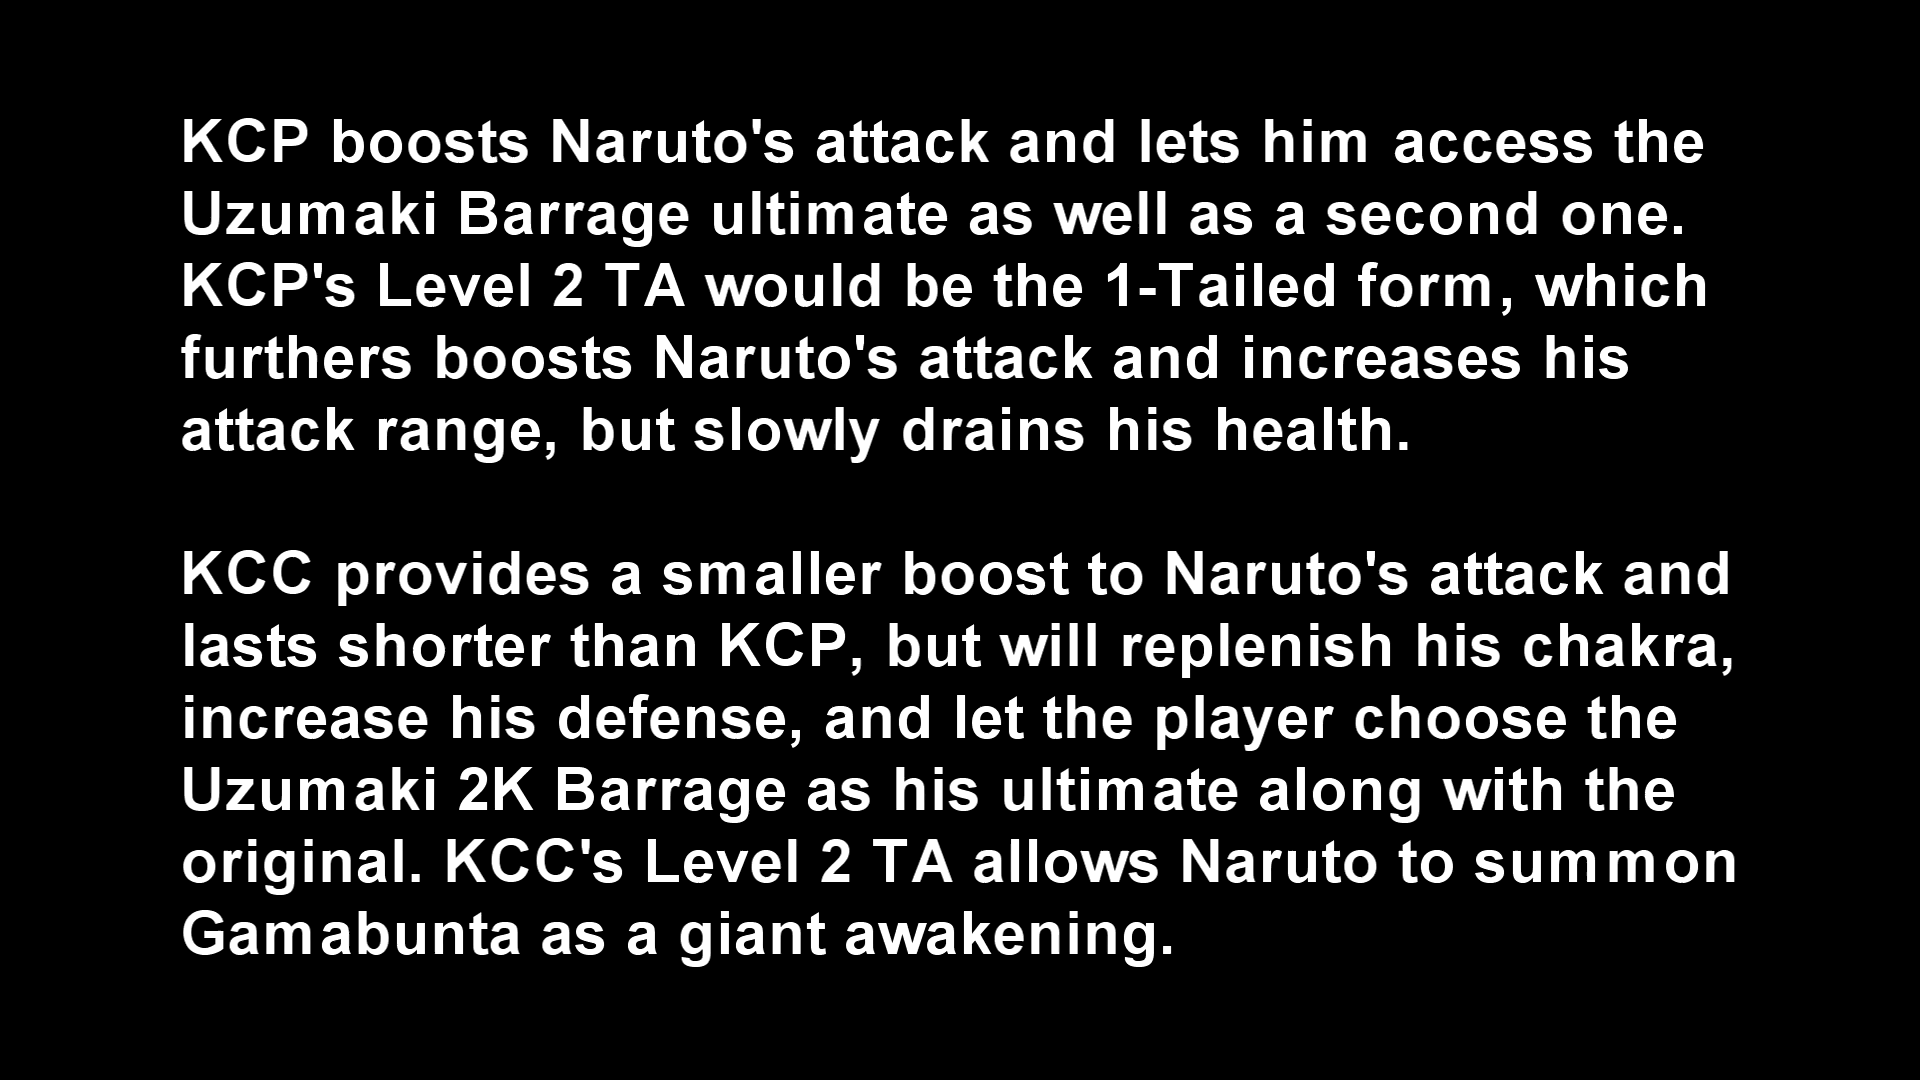 KCP boosts Naruto's attack and lets him access the
Uzumaki Barrage ultimate as well as a second one.
KCP's Level 2 TA would be the 1-Tailed form, which
furthers boosts Naruto's attack and increases his
attack range, but slowly drains his health.

KCC provides a smaller boost to Naruto's attack and
lasts shorter than KCP, but will replenish his chakra,
increase his defense, and let the player choose the
Uzumaki 2K Barrage as his ultimate along with the
original. KCC's Level 2 TA allows Naruto to summon
Gamabunta as a giant awakening.